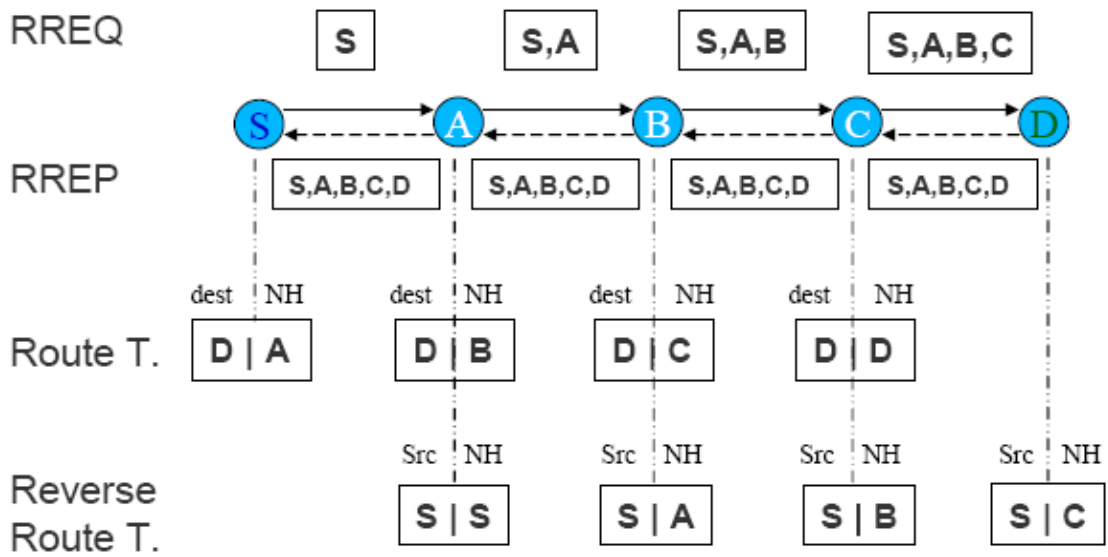 RREQ
S
S,A
S,A,B
S,A,B,C
S
A
B
C
D
RREP
S,A,B,C,D
S,A,B,C,D
S,A,B,C,D
S,A,B,C,D
dest NH
dest NH
dest NH
dest NH
Route T.
D | A
D | B
D | C
D | D
Src NH
Src NH
Src NH
Src NH
Reverse
Route T.
S | S
S | A
S | B
S | C